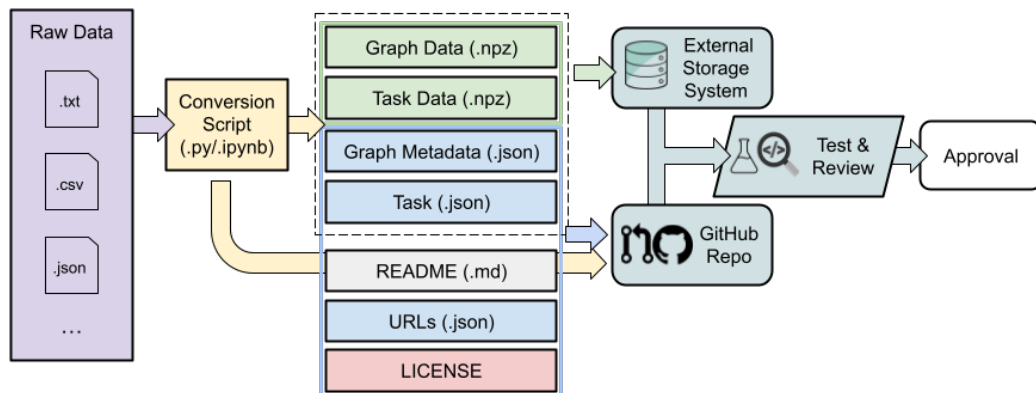 Raw Data
.txt
.csv
.json
...
Conversion
Script
(.py/.ipynb)
Graph Data (.npz)
Task Data (.npz)
Graph Metadata (.json)
Task (.json)
README (.md)
URLs (.json)
LICENSE
External
Storage
System
GitHub
Repo
</>
Test &
Review
Approval